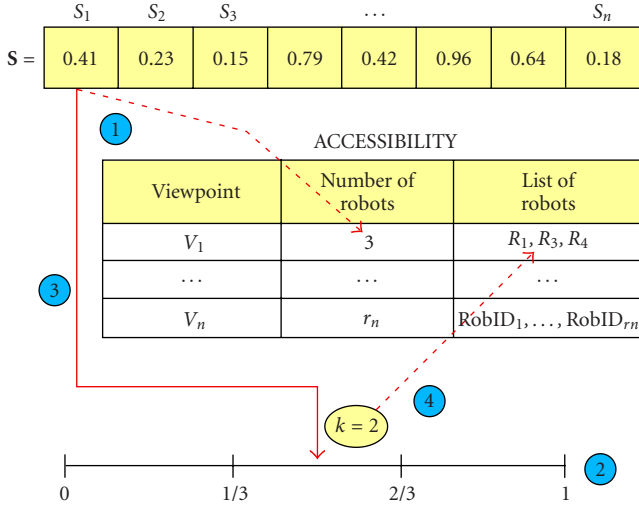 S1 S2 S3 ... Sn
S = 0.41 0.23 0.15 0.79 0.42 0.96 0.64 0.18
1
ACCESSIBILITY
Viewpoint Number of robots List of robots
V1 3 R1, R3, R4
... ... ...
3
Vn rn RobID1, ..., RobIDrn
4
k = 2
2
0 1/3 2/3 1